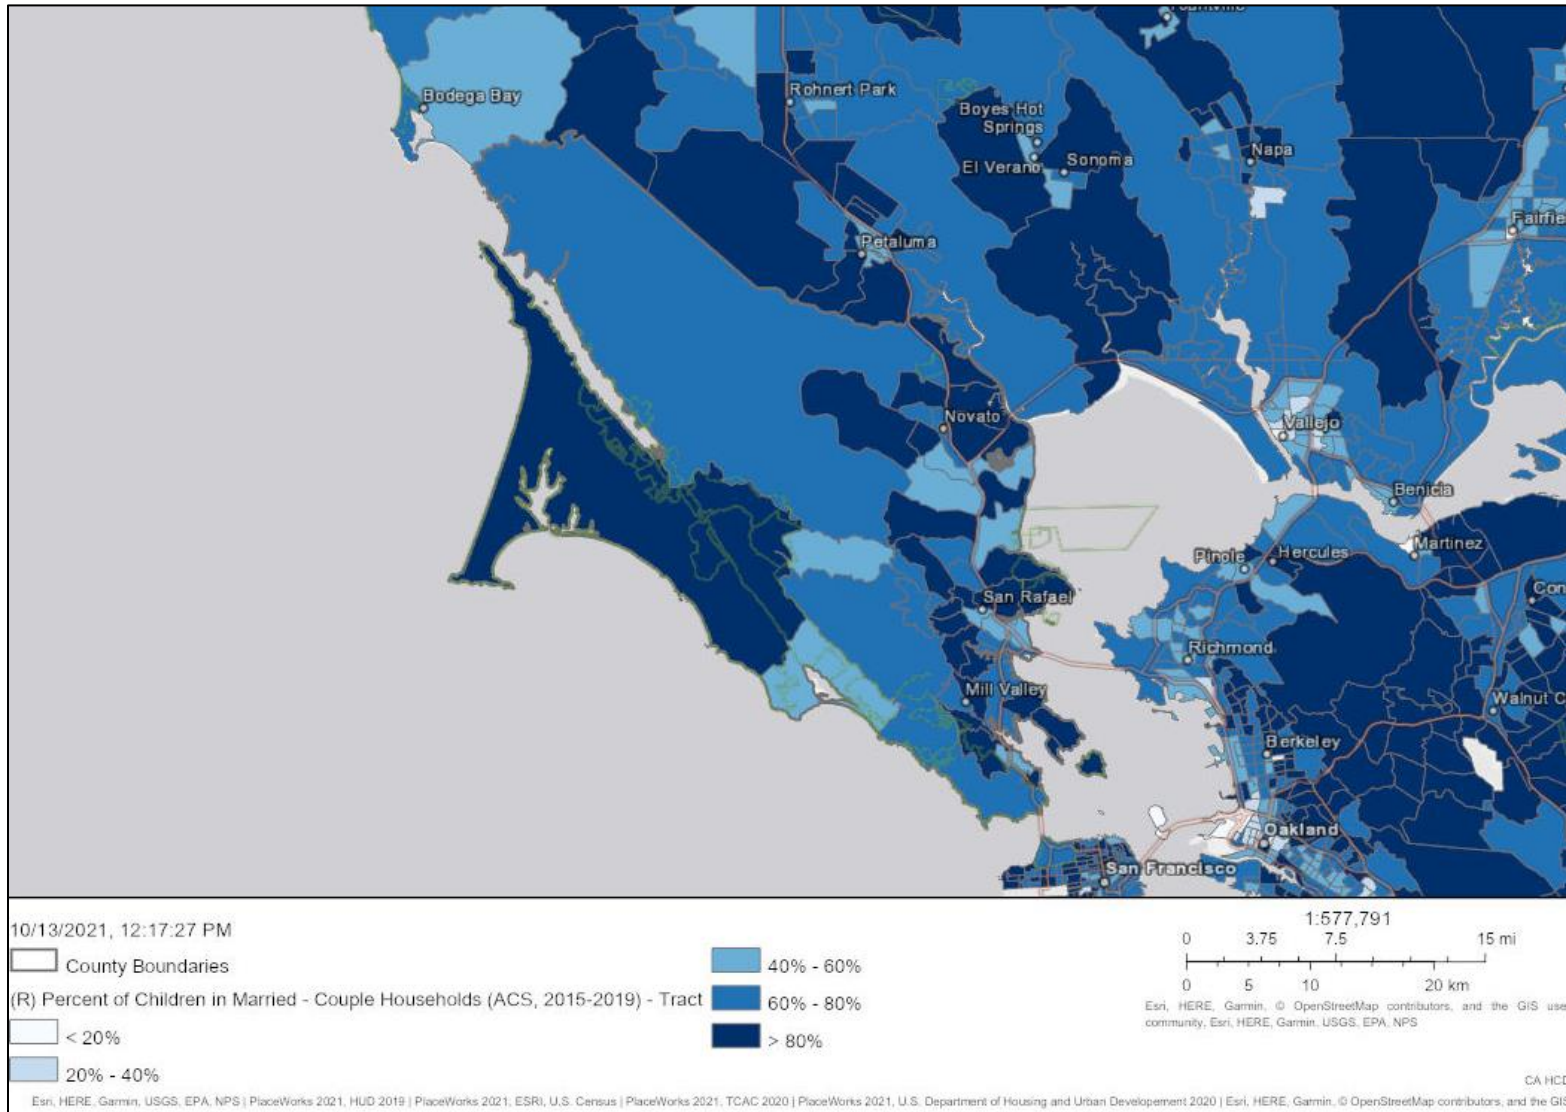 Bodega Bay
Rohnert Park
Boyes Hot
Springs
El Verano
Sonoma
Napa
Petaluma
Novato
Vallejo
Benicia
Martinez
Pinole
Hercules
San Rafael
Richmond
Mill Valley
Walnut C
Berkeley
Oakland
San Francisco
10/13/2021, 12:17:27 PM
County Boundaries
(R) Percent of Children in Married - Couple Households (ACS, 2015-2019) - Tract
< 20%
20% - 40%
40% - 60%
60% - 80%
> 80%
1:577,791
0 3.75 7.5 15 mi
0 5 10 20 km
Esri, HERE, Garmin, © OpenStreetMap contributors, and the GIS use
community, Esri, HERE, Garmin, USGS, EPA, NPS
CA HCD
Esri, HERE, Garmin, USGS, EPA, NPS | PlaceWorks 2021, HUD 2019 | PlaceWorks 2021, ESRI, U.S. Census | PlaceWorks 2021, TCAC 2020 | PlaceWorks 2021, U.S. Department of Housing and Urban Developement 2020 | Esri, HERE, Garmin, © OpenStreetMap contributors, and the GIS